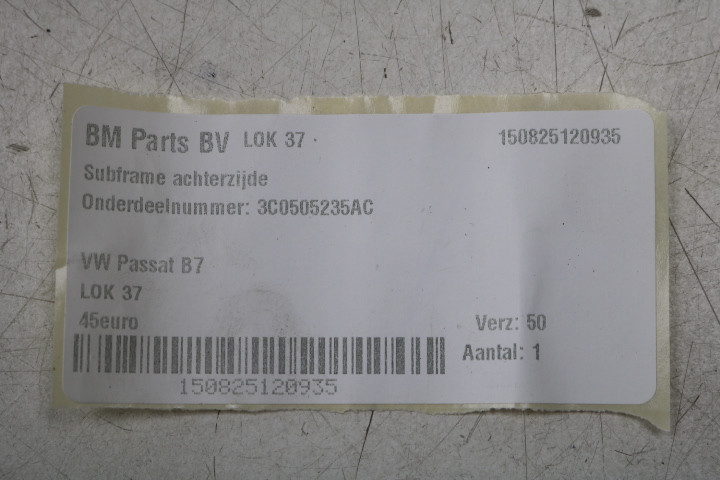 BM Parts BV LOK 37 150825120935
Subframe achterzijde
Onderdeelnummer: 3C0505235AC
VW Passat B7
LOK 37
45euro Verz: 50
Aantal: 1
150825120935